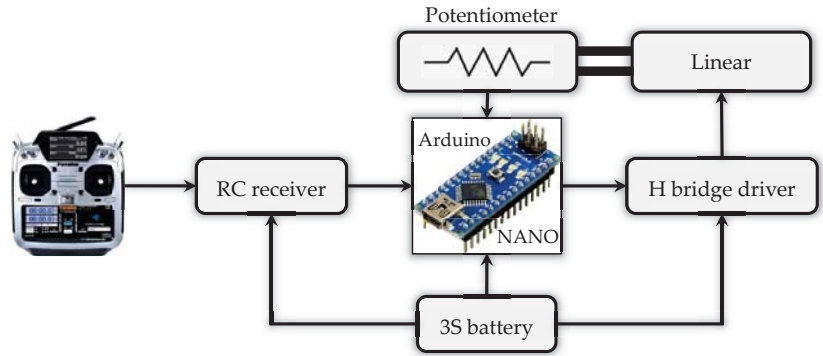 Potentiometer
Linear
Arduino
RC receiver
H bridge driver
NANO
3S battery